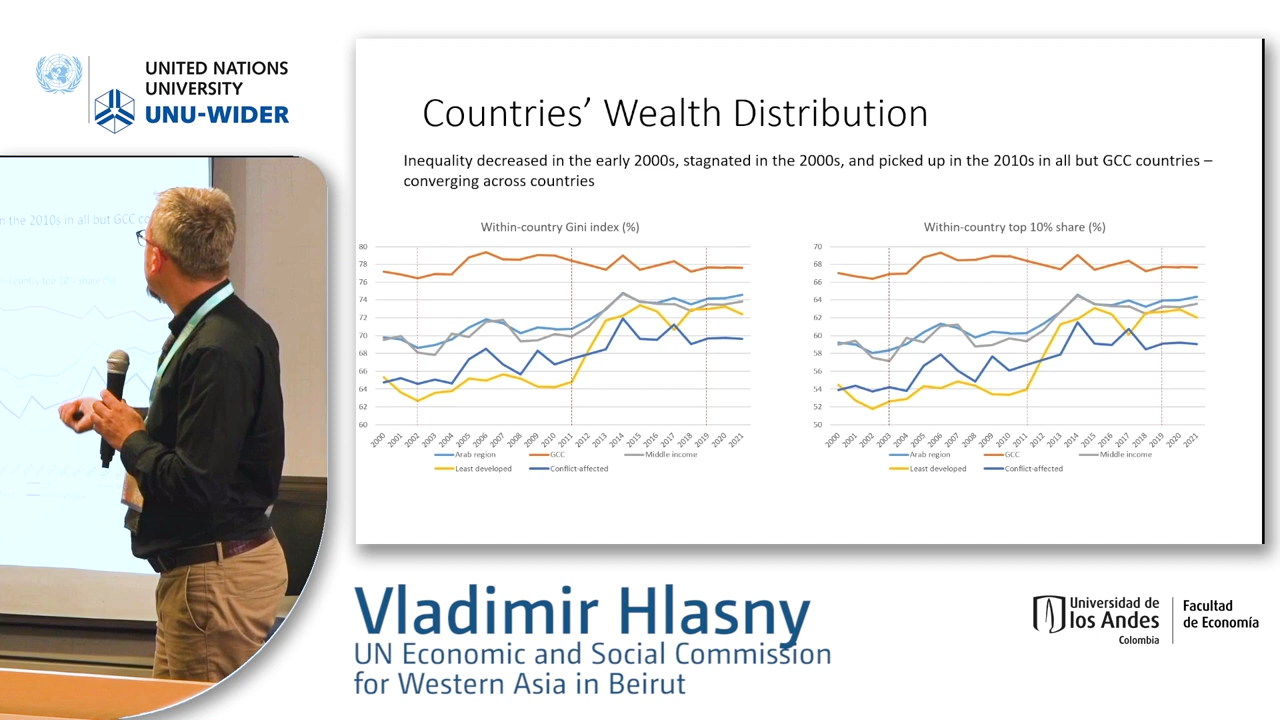 UNITED NATIONS
UNIVERSITY
UNU-WIDER
n the 2010s in all but GCC co
Countries' Wealth Distribution
Inequality decreased in the early 2000s, stagnated in the 2000s, and picked up in the 2010s in all but GCC countries –
converging across countries
Within-country Gini index (%)
80
78
76
74
72
70
68
66
64
62
60
2000 2001 2002 2003 2004 2005 2006 2007 2008 2009 2010 2011 2012 2013 2014 2015 2016 2017 2018 2019 2020 2021
Arab region GCC Middle income
Least developed Conflict-affected
Within-country top 10% share (%)
70
68
66
64
62
60
58
56
54
52
50
2000 2001 2002 2003 2004 2005 2006 2007 2008 2009 2010 2011 2012 2013 2014 2015 2016 2017 2018 2019 2020 2021
Arab region GCC Middle income
Least developed Conflict-affected
Vladimir Hlasny
UN Economic and Social Commission
for Western Asia in Beirut
Universidad de
los Andes
Colombia
Facultad
de Economía